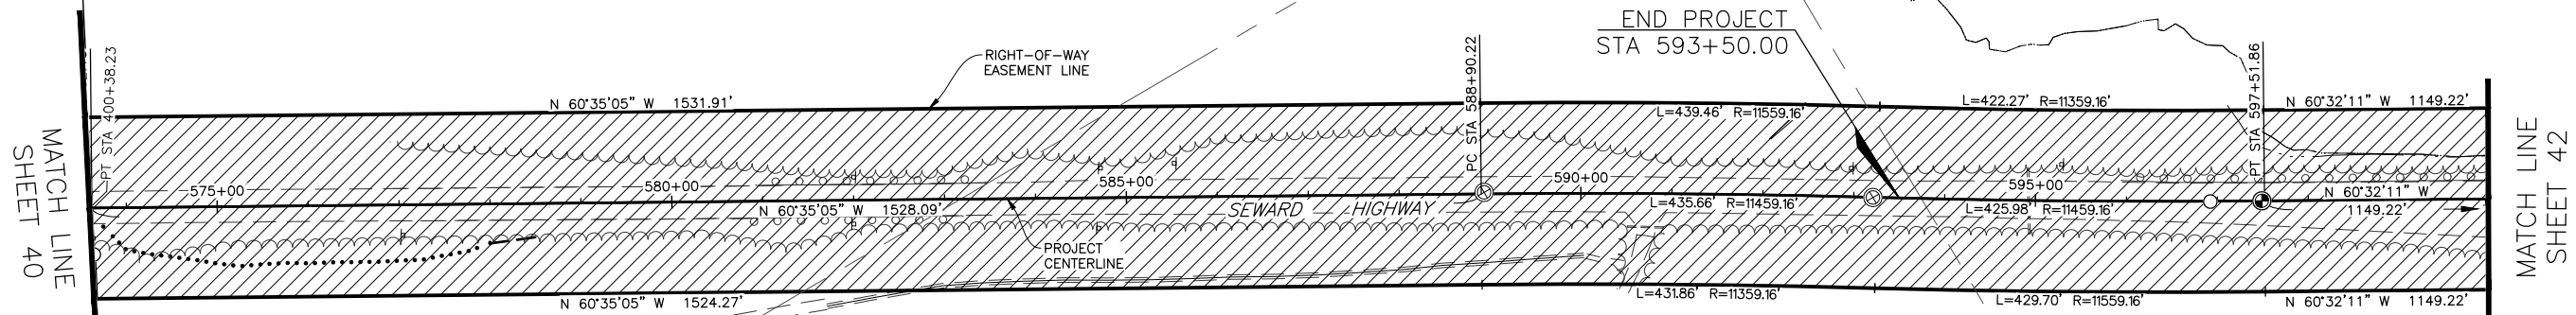 MATCH LINE
SHEET 40
PT STA 400+38.23
N 60°35'05" W 1531.91'
RIGHT-OF-WAY
EASEMENT LINE
PC STA 588+90.22
END PROJECT
STA 593+50.00
L=439.46' R=11559.16'
L=422.27' R=11359.16'
PT STA 597+51.86
N 60°32'11" W 1149.22'
575+00
580+00
585+00
590+00
595+00
N 60°35'05" W 1528.09'
SEWARD HIGHWAY
L=435.66' R=11459.16'
L=425.98' R=11459.16'
N 60°32'11" W
1149.22'
PROJECT
CENTERLINE
N 60°35'05" W 1524.27'
L=431.86' R=11359.16'
L=429.70' R=11559.16'
N 60°32'11" W 1149.22'
MATCH LINE
SHEET 42